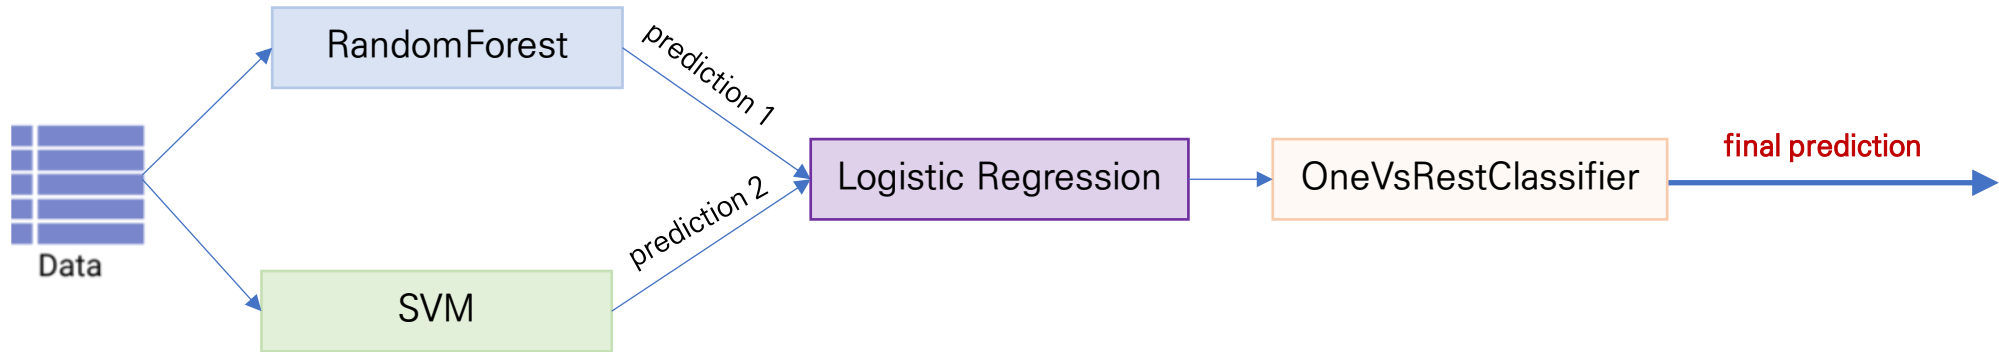 RandomForest
prediction 1
Data
Logistic Regression
OneVsRestClassifier
final prediction
prediction 2
SVM